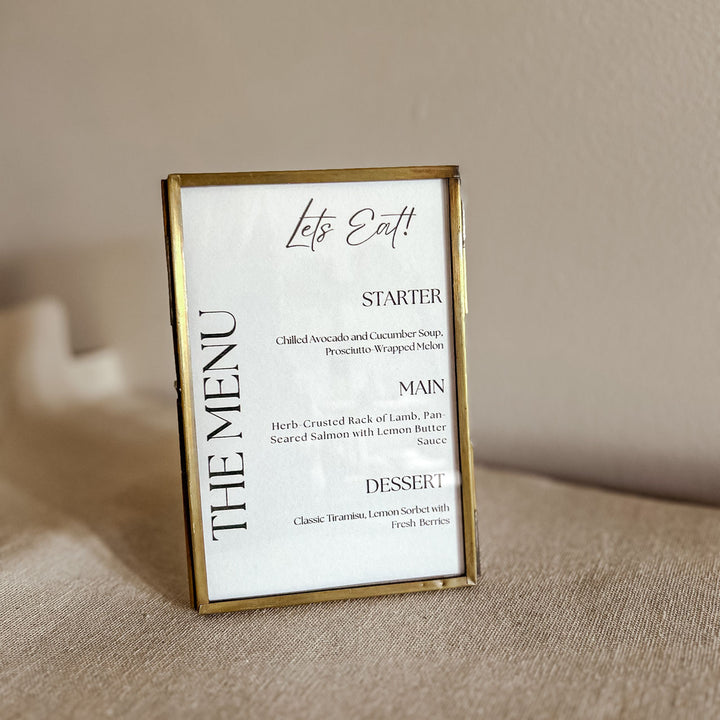 Lets Eat!
THE MENU
STARTER
Chilled Avocado and Cucumber Soup,
Prosciutto-Wrapped Melon
MAIN
Herb-Crusted Rack of Lamb, Pan-
Seared Salmon with Lemon Butter
Sauce
DESSERT
Classic Tiramisu, Lemon Sorbet with
Fresh Berries